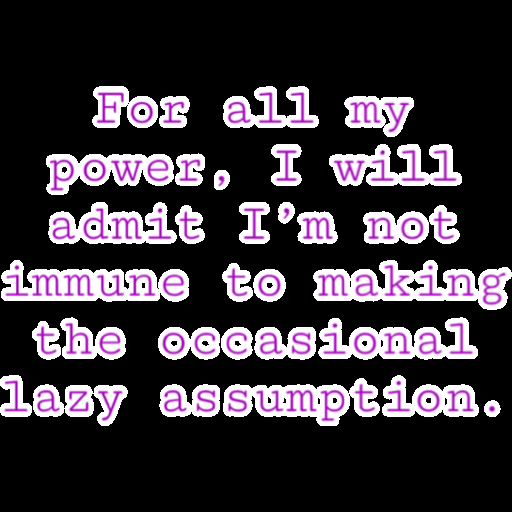 For all my
power, I will
admit I’m not
immune to making
the occasional
lazy assumption.